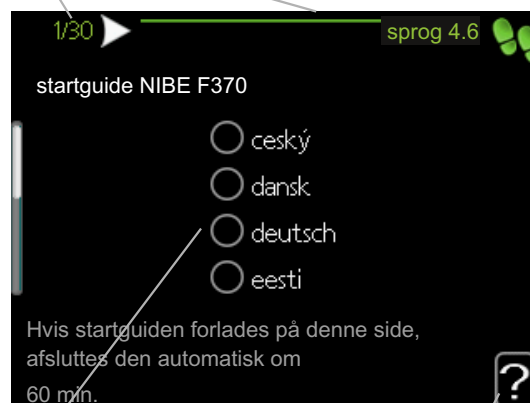 1/30
sprog 4.6
startguide NIBE F370
ceský
dansk
deutsch
eesti
Hvis startguiden forlades på denne side,
afsluttes den automatisk om
60 min.
?